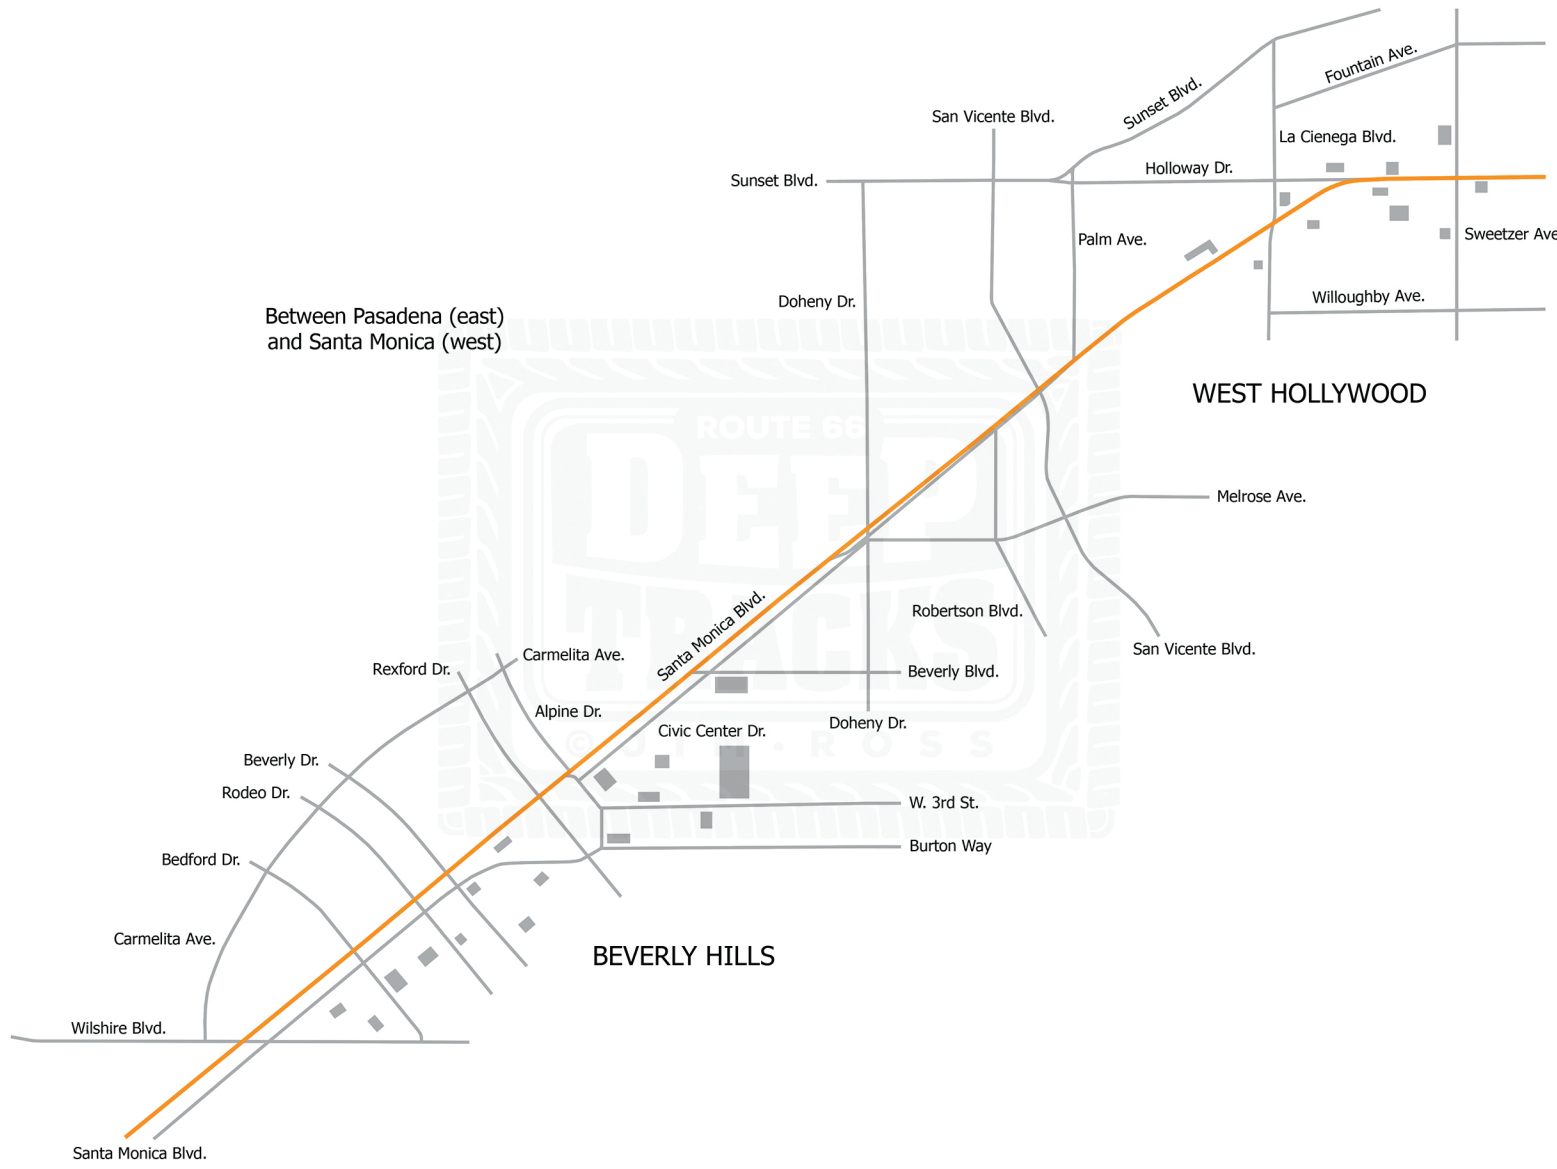 Fountain Ave.
Sunset Blvd.
San Vicente Blvd.
La Cienega Blvd.
Holloway Dr.
Sunset Blvd.
Palm Ave.
Sweetzer Ave
Doheny Dr.
Willoughby Ave.
Between Pasadena (east)
and Santa Monica (west)
WEST HOLLYWOOD
ROUTE 66
DEEP
TRACKS
© JIM • ROSS
Melrose Ave.
Santa Monica Blvd.
Robertson Blvd.
San Vicente Blvd.
Carmelita Ave.
Rexford Dr.
Beverly Blvd.
Alpine Dr.
Doheny Dr.
Civic Center Dr.
Beverly Dr.
Rodeo Dr.
W. 3rd St.
Burton Way
Bedford Dr.
Carmelita Ave.
BEVERLY HILLS
Wilshire Blvd.
Santa Monica Blvd.